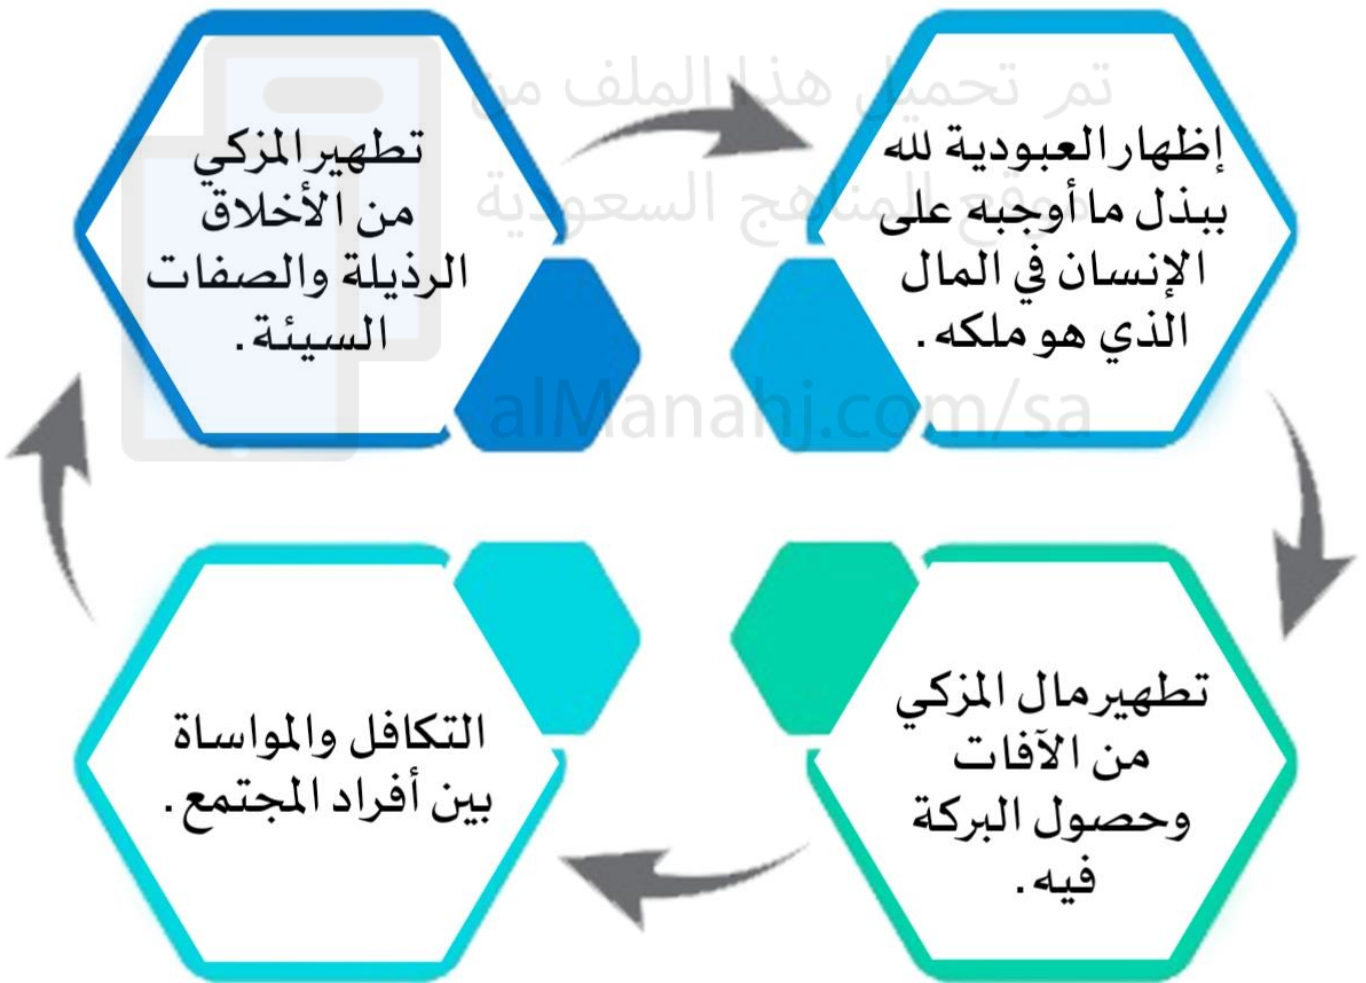 تم تحميل هذا الملف من
موقع المناهج السعودية
alManahj.com/sa
إظهار العبودية لله
ببذل ما أوجبه على
الإنسان في المال
الذي هو ملكه .
تطهير المزكي
من الأخلاق
الرذيلة والصفات
السيئة .
تطهير مال المزكي
من الآفات
وحصول البركة
فيه .
التكافل والمواساة
بين أفراد المجتمع .